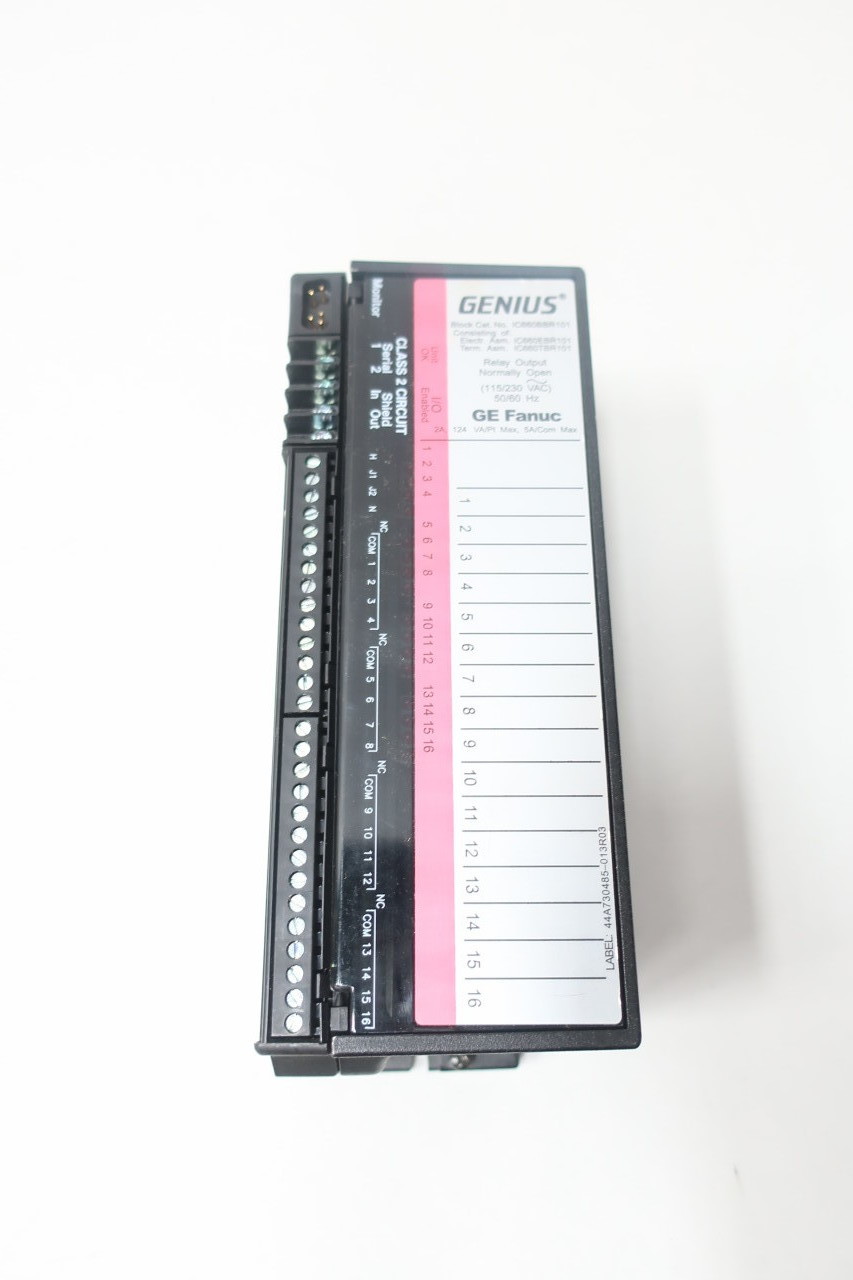 GENIUS®
Block Cat. No. IC660BBR101
Consisting of:
Electr. Asm. IC660EBR101
Term. Asm. IC660TBR101
Relay Output
Normally Open
(115/230 VAC)
50/60 Hz
GE Fanuc
2A, 124 VA/Pt Max, 5A/Com Max
Monitor
CLASS 2 CIRCUIT
Serial Shield
1 2 In Out
H J1 J2 N
NC
COM 1 2 3 4
NC
COM 5 6 7 8
NC
COM 9 10 11 12
NC
COM 13 14 15 16
Unit
OK
I/O
Enabled
1 2 3 4 5 6 7 8 9 10 11 12 13 14 15 16
1
2
3
4
5
6
7
8
9
10
11
12
13
14
15
16
LABEL: 44A730485-013R03